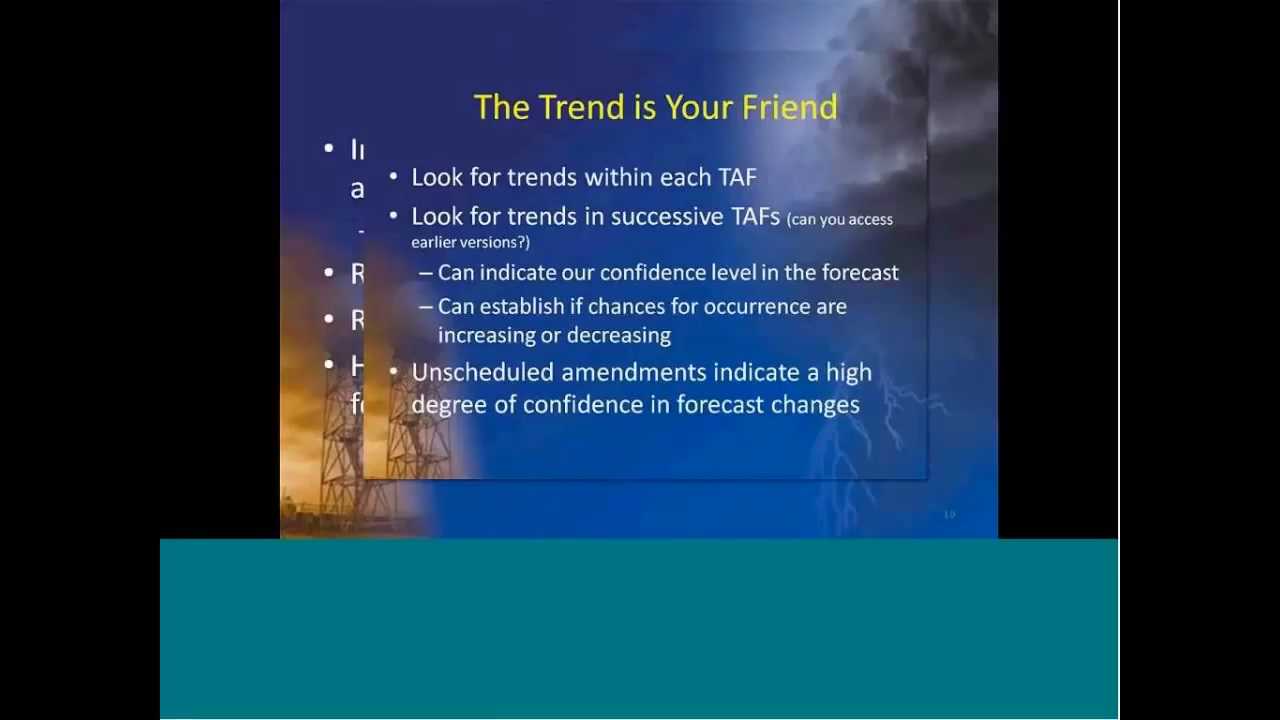 The Trend is Your Friend
• Look for trends within each TAF
• Look for trends in successive TAFs (can you access
earlier versions?)
– Can indicate our confidence level in the forecast
– Can establish if chances for occurrence are
increasing or decreasing
• Unscheduled amendments indicate a high
degree of confidence in forecast changes
10